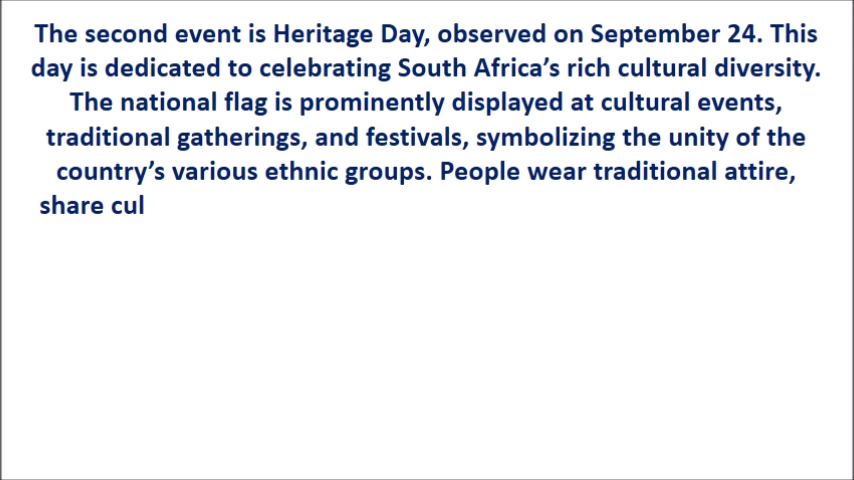 The second event is Heritage Day, observed on September 24. This
day is dedicated to celebrating South Africa’s rich cultural diversity.
The national flag is prominently displayed at cultural events,
traditional gatherings, and festivals, symbolizing the unity of the
country’s various ethnic groups. People wear traditional attire,
share cul